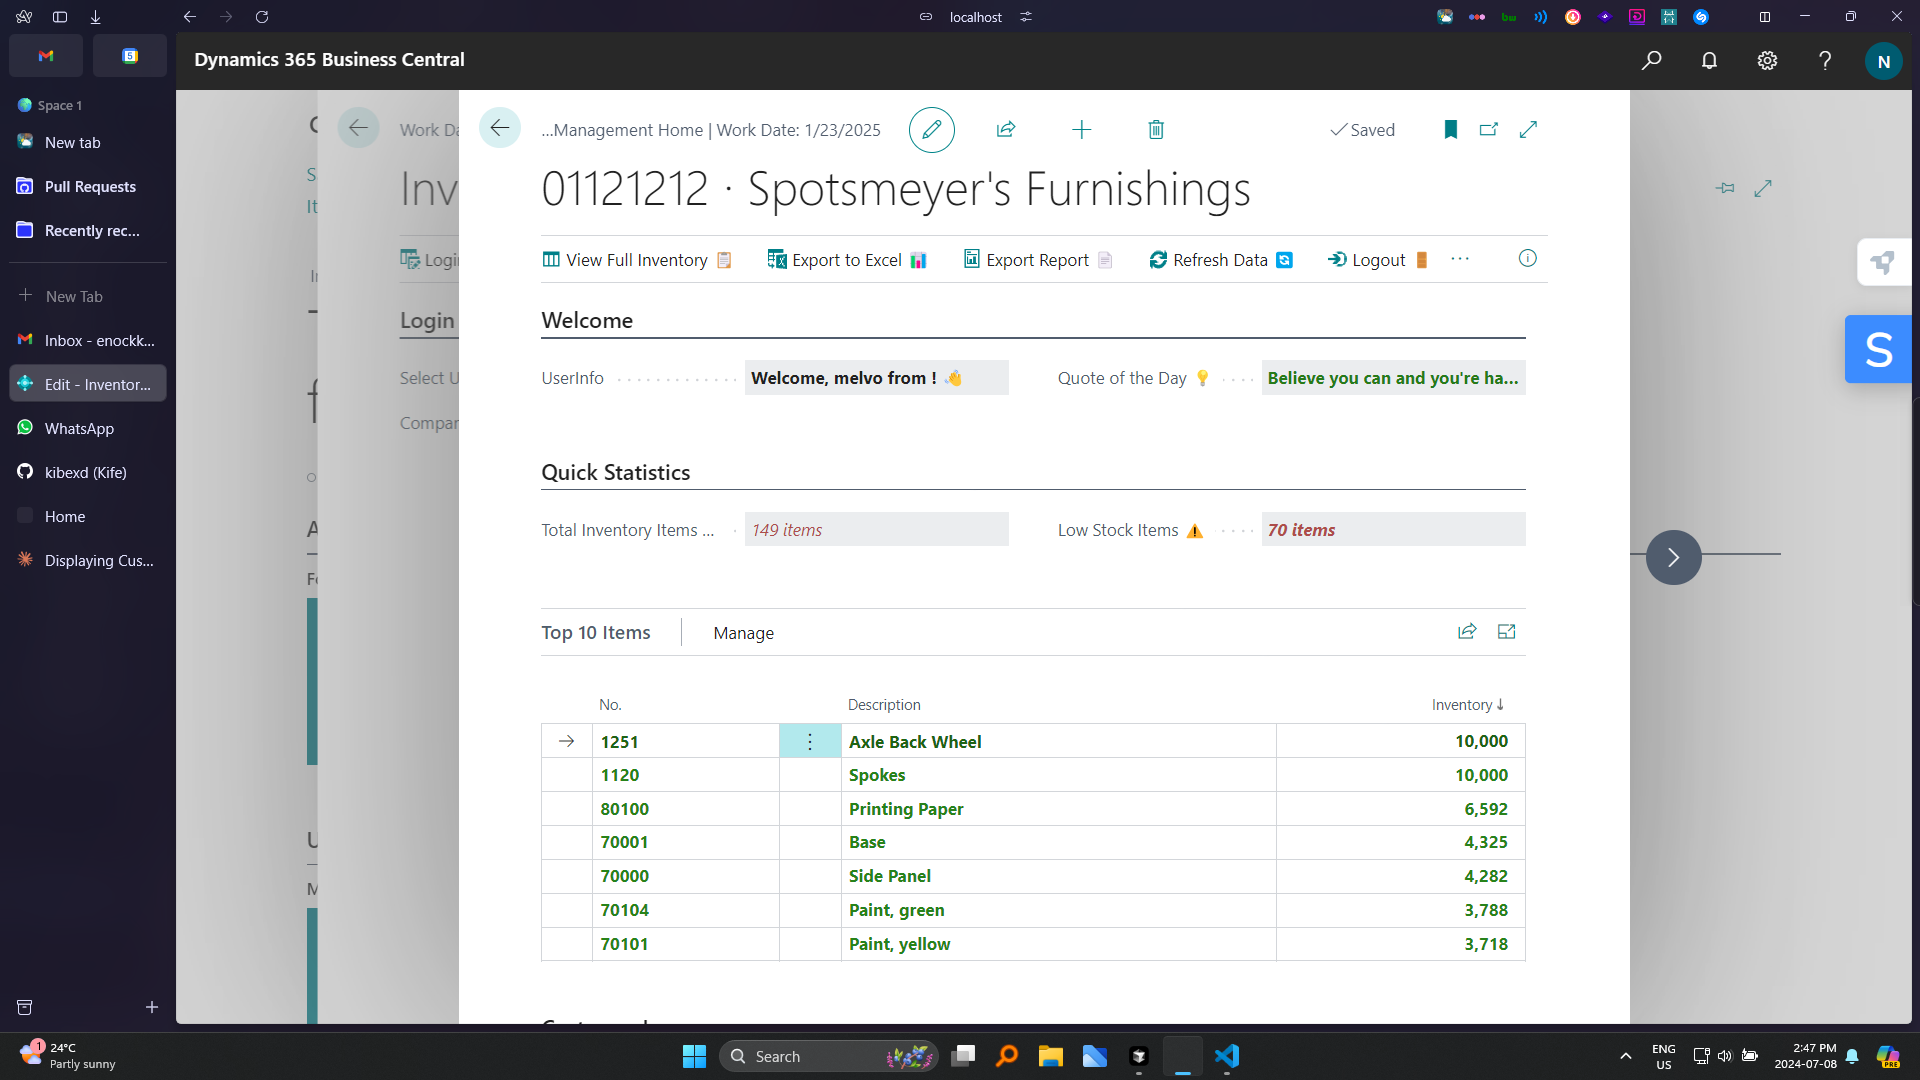 localhost
Dynamics 365 Business Central
N
Space 1
New tab
Pull Requests
Recently rec...
New Tab
Inbox - enockk...
Edit - Inventor...
WhatsApp
kibexd (Kife)
Home
Displaying Cus...
Work Da
Inv
Login
Select U
Compar
...Management Home | Work Date: 1/23/2025
Saved
01121212 · Spotsmeyer's Furnishings
View Full Inventory
Export to Excel
Export Report
Refresh Data
Logout
...
Welcome
UserInfo
Welcome, melvo from !
Quote of the Day
Believe you can and you're ha...
Quick Statistics
Total Inventory Items ...
149 items
Low Stock Items
70 items
Top 10 Items
Manage
No. Description Inventory↓
1251 Axle Back Wheel 10,000
1120 Spokes 10,000
80100 Printing Paper 6,592
70001 Base 4,325
70000 Side Panel 4,282
70104 Paint, green 3,788
70101 Paint, yellow 3,718
S
1
24°C
Partly sunny
Search
ENG
US
2:47 PM
2024-07-08
PRE